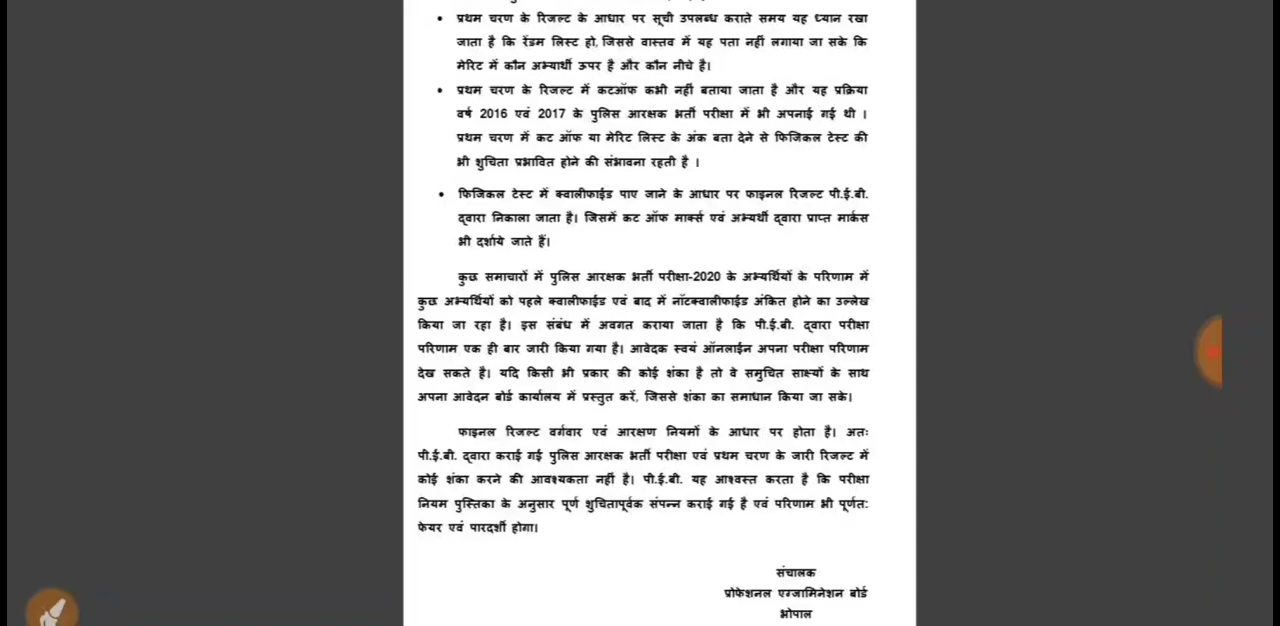 प्रथम चरण के रिजल्ट के आधार पर सूची उपलब्ध कराते समय यह ध्यान रखा
जाता है कि रेंडम लिस्ट हो, जिससे वास्तव में यह पता नहीं लगाया जा सके कि
मेरिट में कौन अभ्यार्थी ऊपर है और कौन नीचे है।
प्रथम चरण के रिजल्ट में कटऑफ कभी नहीं बताया जाता है और यह प्रक्रिया
वर्ष 2016 एवं 2017 के पुलिस आरक्षक भर्ती परीक्षा में भी अपनाई गई थी ।
प्रथम चरण में कट ऑफ या मेरिट लिस्ट के अंक बता देने से फिजिकल टेस्ट की
भी शुचिता प्रभावित होने की संभावना रहती है ।
फिजिकल टेस्ट में क्वालीफाईड पाए जाने के आधार पर फाइनल रिजल्ट पी.ई.बी.
द्वारा निकाला जाता है। जिसमें कट ऑफ मार्क्स एवं अभ्यर्थी द्वारा प्राप्त मार्कस
भी दर्शाये जाते हैं।
कुछ समाचारों में पुलिस आरक्षक भर्ती परीक्षा-2020 के अभ्यर्थियों के परिणाम में
कुछ अभ्यर्थियों को पहले क्वालीफाईड एवं बाद में नॉटक्वालीफाईड अंकित होने का उल्लेख
किया जा रहा है। इस संबंध में अवगत कराया जाता है कि पी.ई.बी. द्वारा परीक्षा
परिणाम एक ही बार जारी किया गया है। आवेदक स्वयं ऑनलाईन अपना परीक्षा परिणाम
देख सकते है। यदि किसी भी प्रकार की कोई शंका है तो वे समुचित साक्ष्यों के साथ
अपना आवेदन बोर्ड कार्यालय में प्रस्तुत करें, जिससे शंका का समाधान किया जा सके।
फाइनल रिजल्ट वर्गवार एवं आरक्षण नियमों के आधार पर होता है। अतः
पी.ई.बी. द्वारा कराई गई पुलिस आरक्षक भर्ती परीक्षा एवं प्रथम चरण के जारी रिजल्ट में
कोई शंका करने की आवश्यकता नहीं है। पी.ई.बी. यह आश्वस्त करता है कि परीक्षा
नियम पुस्तिका के अनुसार पूर्ण शुचितापूर्वक संपन्न कराई गई है एवं परिणाम भी पूर्णत:
फेयर एवं पारदर्शी होगा।
संचालक
प्रोफेशनल एग्जामिनेशन बोर्ड
भोपाल